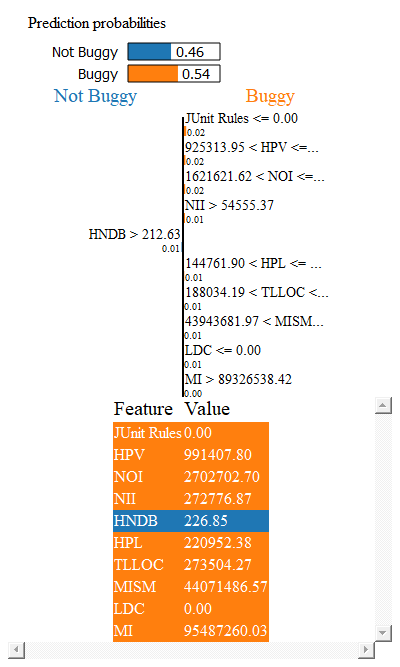 Prediction probabilities
Not Buggy 0.46
Buggy 0.54
Not Buggy Buggy
JUnit Rules <= 0.00
0.02
925313.95 < HPV <=...
0.02
1621621.62 < NOI <=...
0.02
NII > 54555.37
0.01
HNDB > 212.63
0.01
144761.90 < HPL <= ...
0.01
188034.19 < TLLOC <...
0.01
43943681.97 < MISM...
0.01
LDC <= 0.00
0.01
MI > 89326538.42
0.00
Feature Value
JUnit Rules 0.00
HPV 991407.80
NOI 2702702.70
NII 272776.87
HNDB 226.85
HPL 220952.38
TLLOC 273504.27
MISM 44071486.57
LDC 0.00
MI 95487260.03